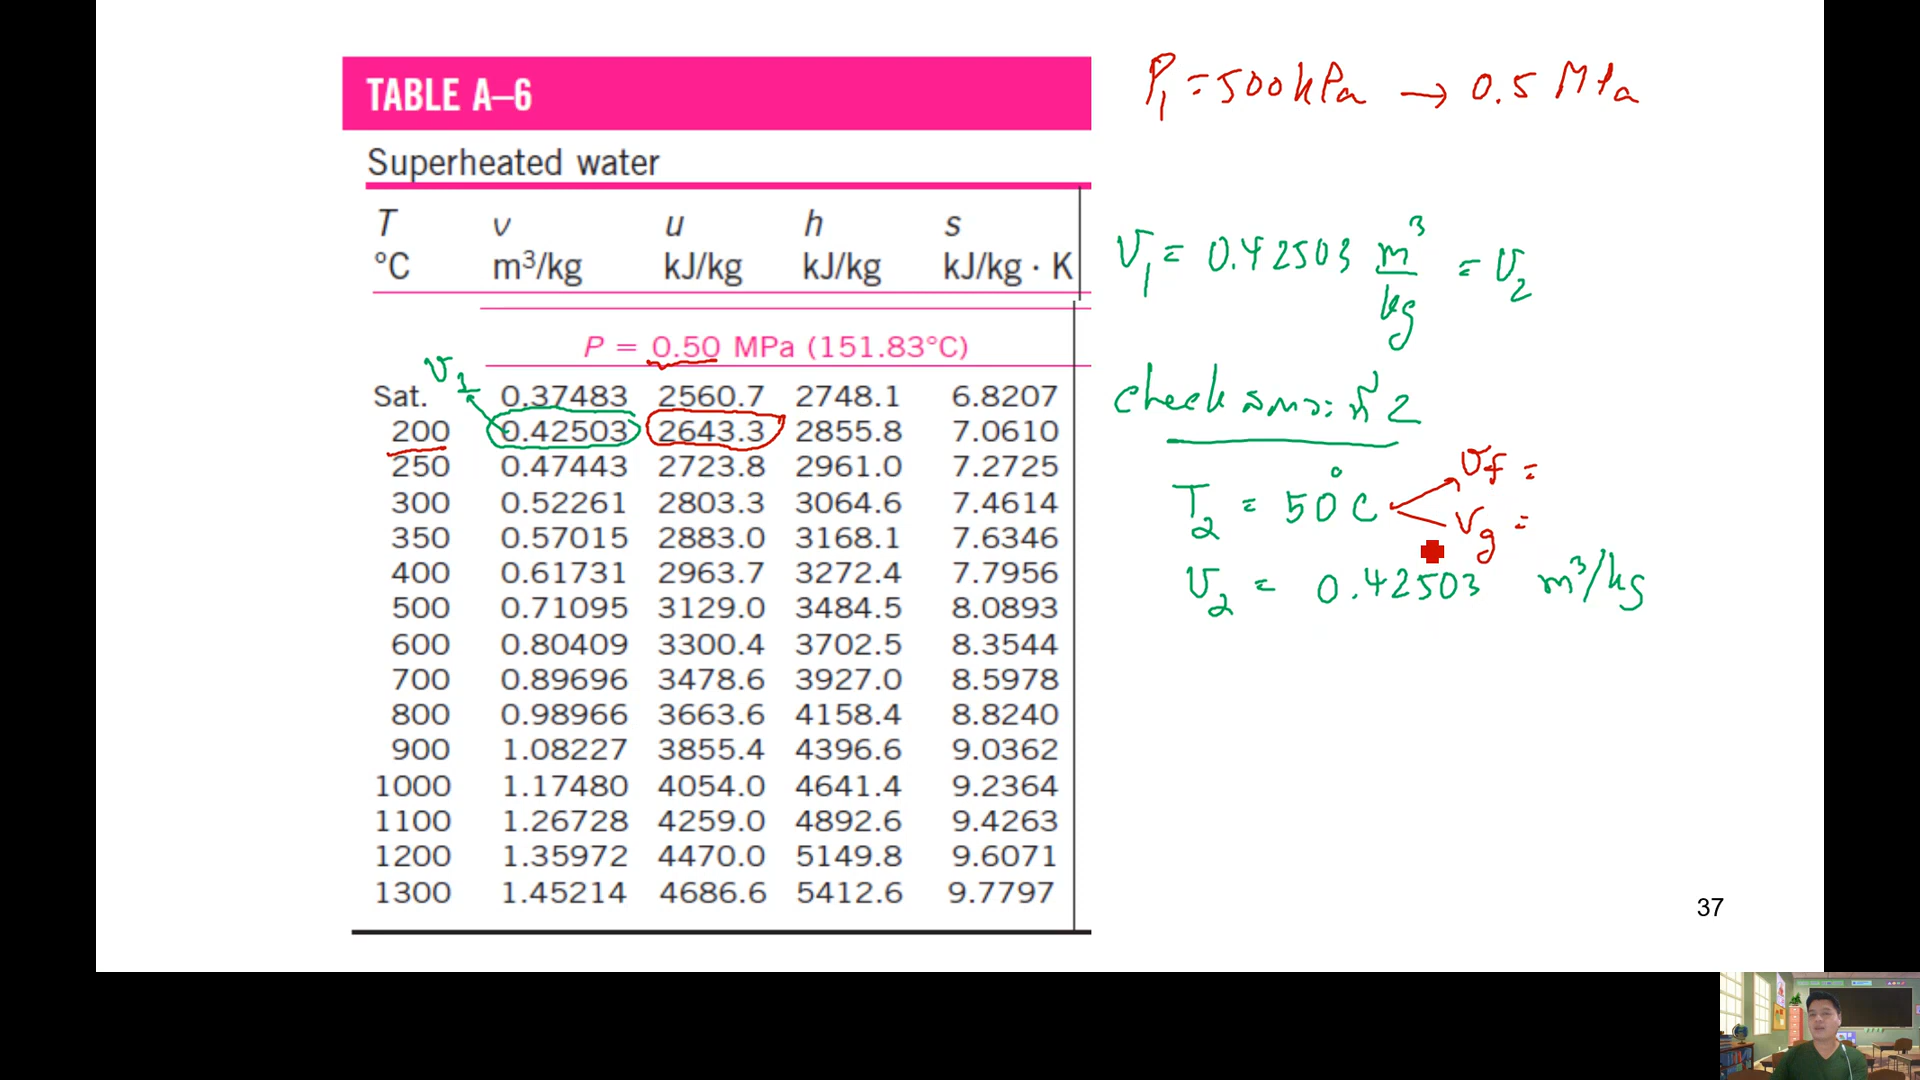 TABLE A–6
Superheated water
T v u h s
°C m³/kg kJ/kg kJ/kg kJ/kg · K
P = 0.50 MPa (151.83°C)
v1
Sat. 0.37483 2560.7 2748.1 6.8207
200 0.42503 2643.3 2855.8 7.0610
250 0.47443 2723.8 2961.0 7.2725
300 0.52261 2803.3 3064.6 7.4614
350 0.57015 2883.0 3168.1 7.6346
400 0.61731 2963.7 3272.4 7.7956
500 0.71095 3129.0 3484.5 8.0893
600 0.80409 3300.4 3702.5 8.3544
700 0.89696 3478.6 3927.0 8.5978
800 0.98966 3663.6 4158.4 8.8240
900 1.08227 3855.4 4396.6 9.0362
1000 1.17480 4054.0 4641.4 9.2364
1100 1.26728 4259.0 4892.6 9.4263
1200 1.35972 4470.0 5149.8 9.6071
1300 1.45214 4686.6 5412.6 9.7797
P1 = 500 kPa → 0.5 MPa
v1 = 0.42503 m³/kg = v2
check สภาวะที่ 2
T2 = 50°C
vf =
vg =
v2 = 0.42503 m³/kg
37